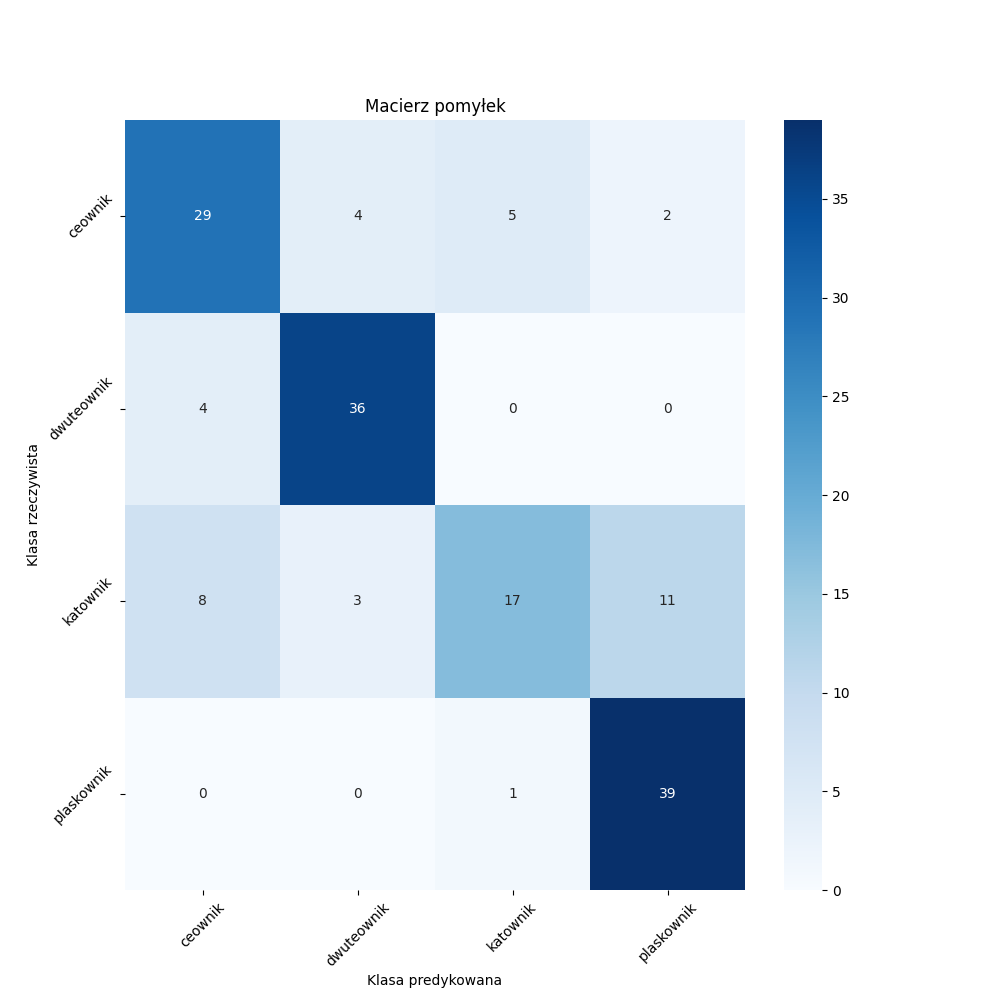 Macierz pomyłek
ceownik
29 4 5 2
dwuteownik
4 36 0 0
katownik
8 3 17 11
plaskownik
0 0 1 39
Klasa rzeczywista
ceownik dwuteownik katownik plaskownik
Klasa predykowana
35
30
25
20
15
10
5
0